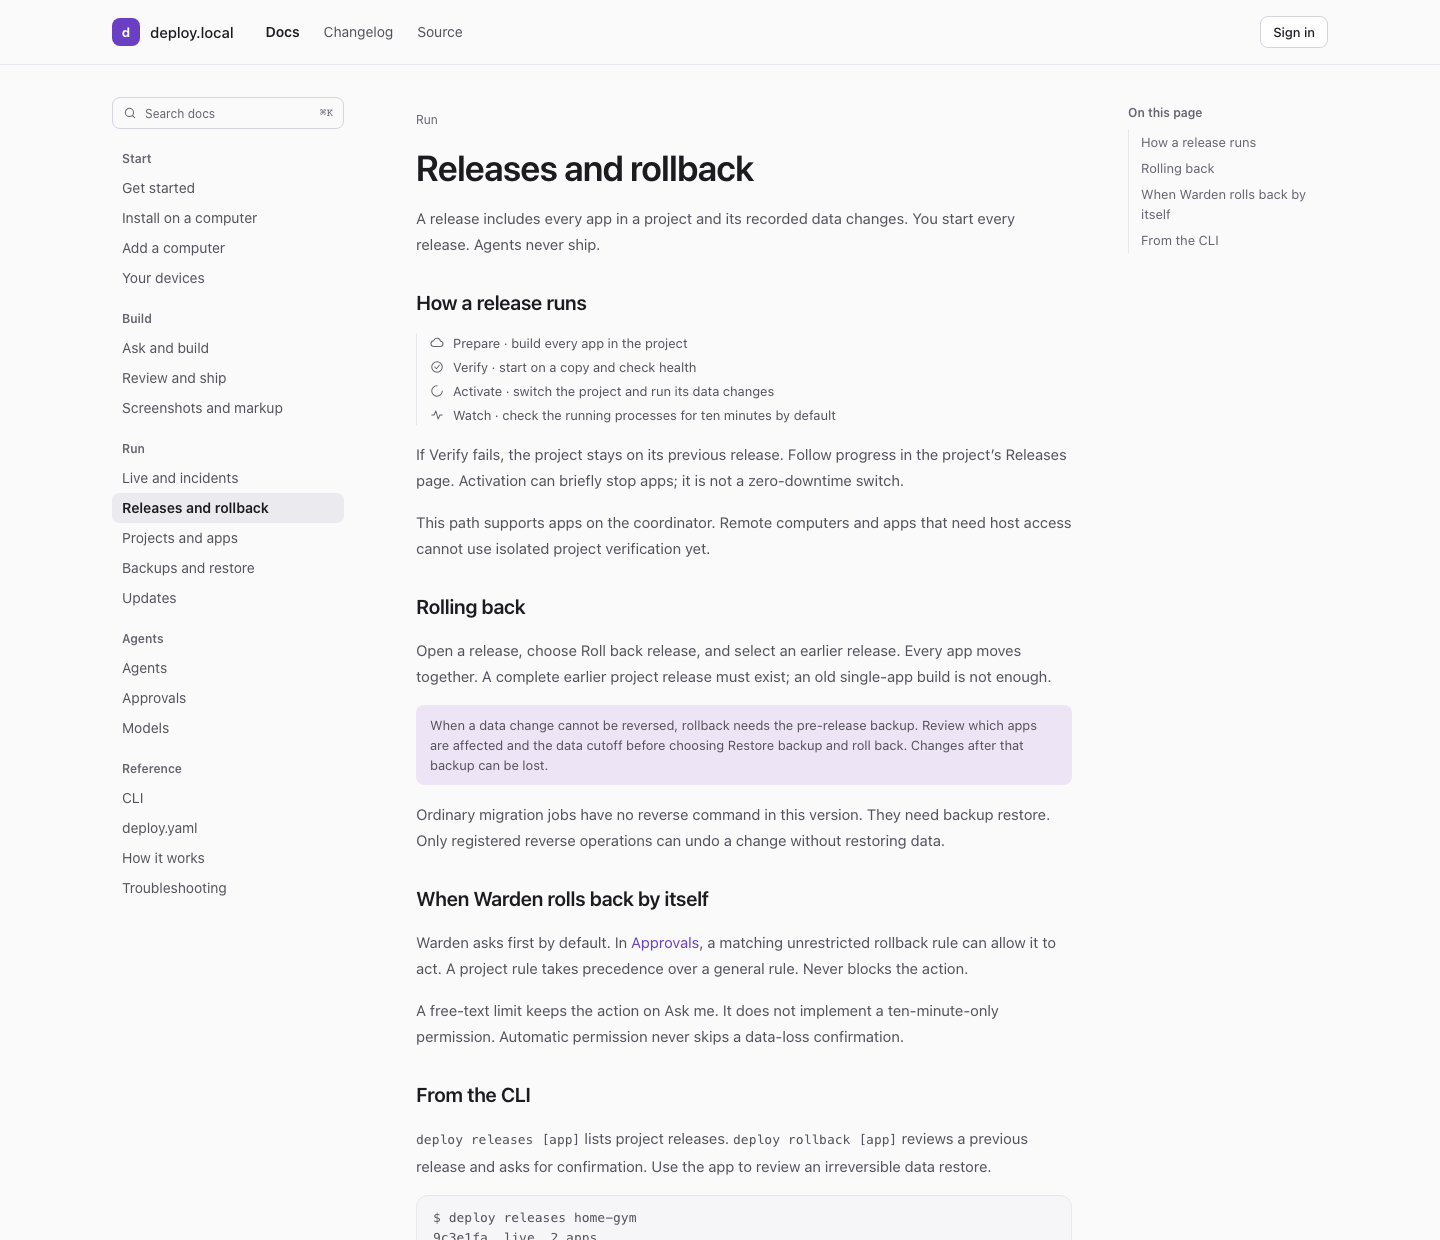 d
deploy.local
Docs
Changelog
Source
Sign in
Search docs
⌘K
Start
Get started
Install on a computer
Add a computer
Your devices
Build
Ask and build
Review and ship
Screenshots and markup
Run
Live and incidents
Releases and rollback
Projects and apps
Backups and restore
Updates
Agents
Agents
Approvals
Models
Reference
CLI
deploy.yaml
How it works
Troubleshooting
Run
Releases and rollback
A release includes every app in a project and its recorded data changes. You start every
release. Agents never ship.
How a release runs
Prepare · build every app in the project
Verify · start on a copy and check health
Activate · switch the project and run its data changes
Watch · check the running processes for ten minutes by default
If Verify fails, the project stays on its previous release. Follow progress in the project’s Releases
page. Activation can briefly stop apps; it is not a zero-downtime switch.
This path supports apps on the coordinator. Remote computers and apps that need host access
cannot use isolated project verification yet.
Rolling back
Open a release, choose Roll back release, and select an earlier release. Every app moves
together. A complete earlier project release must exist; an old single-app build is not enough.
When a data change cannot be reversed, rollback needs the pre-release backup. Review which apps
are affected and the data cutoff before choosing Restore backup and roll back. Changes after that
backup can be lost.
Ordinary migration jobs have no reverse command in this version. They need backup restore.
Only registered reverse operations can undo a change without restoring data.
When Warden rolls back by itself
Warden asks first by default. In Approvals, a matching unrestricted rollback rule can allow it to
act. A project rule takes precedence over a general rule. Never blocks the action.
A free-text limit keeps the action on Ask me. It does not implement a ten-minute-only
permission. Automatic permission never skips a data-loss confirmation.
From the CLI
deploy releases [app] lists project releases. deploy rollback [app] reviews a previous
release and asks for confirmation. Use the app to review an irreversible data restore.
$ deploy releases home-gym
9c3e1fa  live  2 apps
On this page
How a release runs
Rolling back
When Warden rolls back by
itself
From the CLI